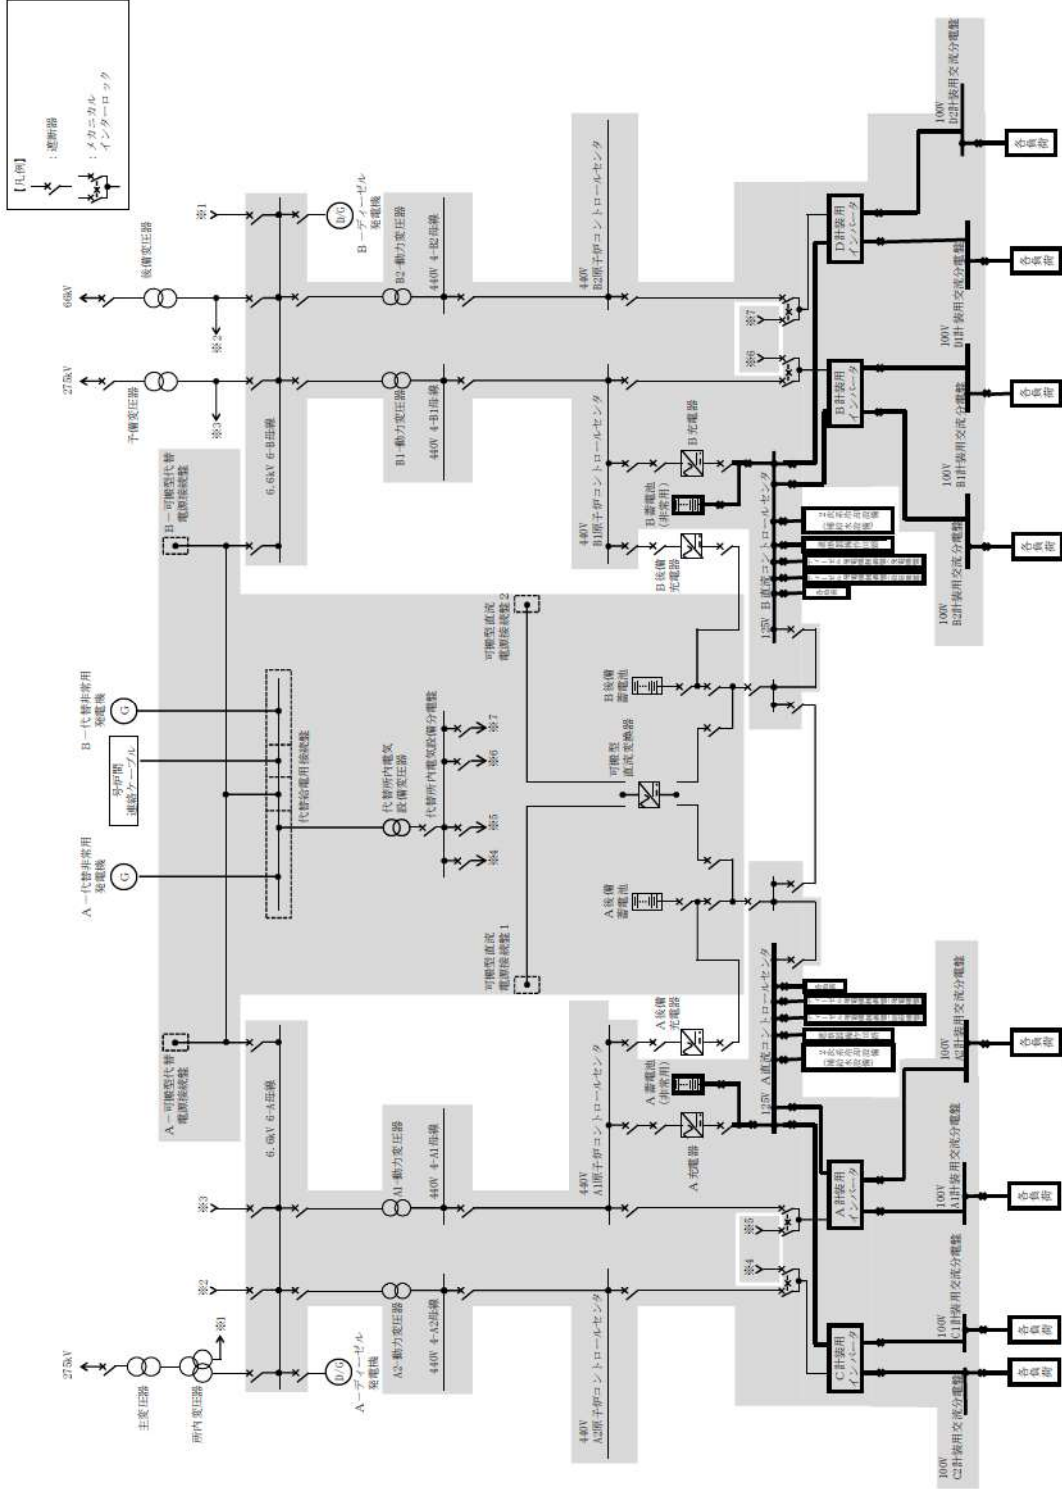 【凡例】
：遮断器
：メカニカル
インターロック
275kV
主変圧器
所内変圧器
※1
※2
※3
6.6kV 6-A母線
D/G
A－ディーゼル
発電機
A2-動力変圧器
440V 4-A2母線
A1-動力変圧器
440V 4-A1母線
440V
A2原子炉コントロールセンタ
440V
A1原子炉コントロールセンタ
A－可搬型代替
電源接続盤
A－代替非常用
発電機
G
号炉間
連絡ケーブル
B－代替非常用
発電機
G
代替給電用接続盤
代替所内電気
設備変圧器
代替所内電気設備分電盤
※4
※5
※6
※7
B－可搬型代替
電源接続盤
275kV
予備変圧器
※3
66kV
後備変圧器
※2
※1
6.6kV 6-B母線
D/G
B－ディーゼル
発電機
B1-動力変圧器
440V 4-B1母線
B2-動力変圧器
440V 4-B2母線
440V
B1原子炉コントロールセンタ
440V
B2原子炉コントロールセンタ
可搬型直流
電源接続盤1
可搬型直流
電源接続盤2
可搬型
直流変換器
A後備
蓄電池
B後備
蓄電池
A充電器
A蓄電池
(非常用)
A後備
充電器
B後備
充電器
B蓄電池
(非常用)
B充電器
125V A直流コントロールセンタ
125V B直流コントロールセンタ
※4
※5
※6
※7
C計装用
インバータ
A計装用
インバータ
B計装用
インバータ
D計装用
インバータ
100V
C2計装用交流分電盤
100V
C1計装用交流分電盤
100V
A1計装用交流分電盤
100V
A2計装用交流分電盤
100V
B2計装用交流分電盤
100V
B1計装用交流分電盤
100V
D1計装用交流分電盤
100V
D2計装用交流分電盤
各負荷
各負荷
各負荷
各負荷
各負荷
各負荷
各負荷
各負荷